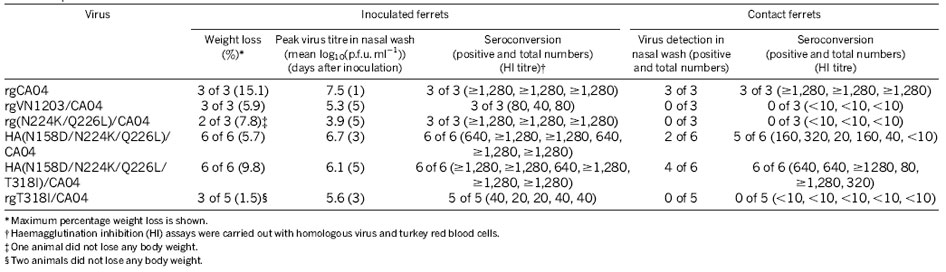 Virus Inoculated ferrets Contact ferrets
Weight loss Peak virus titre in nasal wash Seroconversion Virus detection in Seroconversion
(%)* (mean log10(p.f.u. ml−1)) (positive and total numbers) nasal wash (positive (positive and total numbers)
(days after inoculation) (HI titre)† and total numbers) (HI titre)
rgCA04 3 of 3 (15.1) 7.5 (1) 3 of 3 (≥1,280, ≥1,280, ≥1,280) 3 of 3 3 of 3 (≥1,280, ≥1,280, ≥1,280)
rgVN1203/CA04 3 of 3 (5.9) 5.3 (5) 3 of 3 (80, 40, 80) 0 of 3 0 of 3 (<10, <10, <10)
rg(N224K/Q226L)/CA04 2 of 3 (7.8)‡ 3.9 (5) 3 of 3 (≥1,280, ≥1,280, ≥1,280) 0 of 3 0 of 3 (<10, <10, <10)
HA(N158D/N224K/Q226L)/ 6 of 6 (5.7) 6.7 (3) 6 of 6 (640, ≥1,280, ≥1,280, 640, 2 of 6 5 of 6 (160, 320, 20, 160, 40, <10)
CA04 ≥1,280, ≥1,280)
HA(N158D/N224K/Q226L/ 6 of 6 (9.8) 6.1 (5) 6 of 6 (≥1,280, ≥1,280, 640, ≥1,280, 4 of 6 6 of 6 (640, 640, ≥1280, 80,
T318I)/CA04 ≥1,280, ≥1,280) ≥1,280, 320)
rgT318I/CA04 3 of 5 (1.5)§ 5.6 (3) 5 of 5 (40, 20, 20, 40, 40) 0 of 5 0 of 5 (<10, <10, <10, <10, <10)
* Maximum percentage weight loss is shown.
† Haemagglutination inhibition (HI) assays were carried out with homologous virus and turkey red blood cells.
‡ One animal did not lose any body weight.
§ Two animals did not lose any body weight.